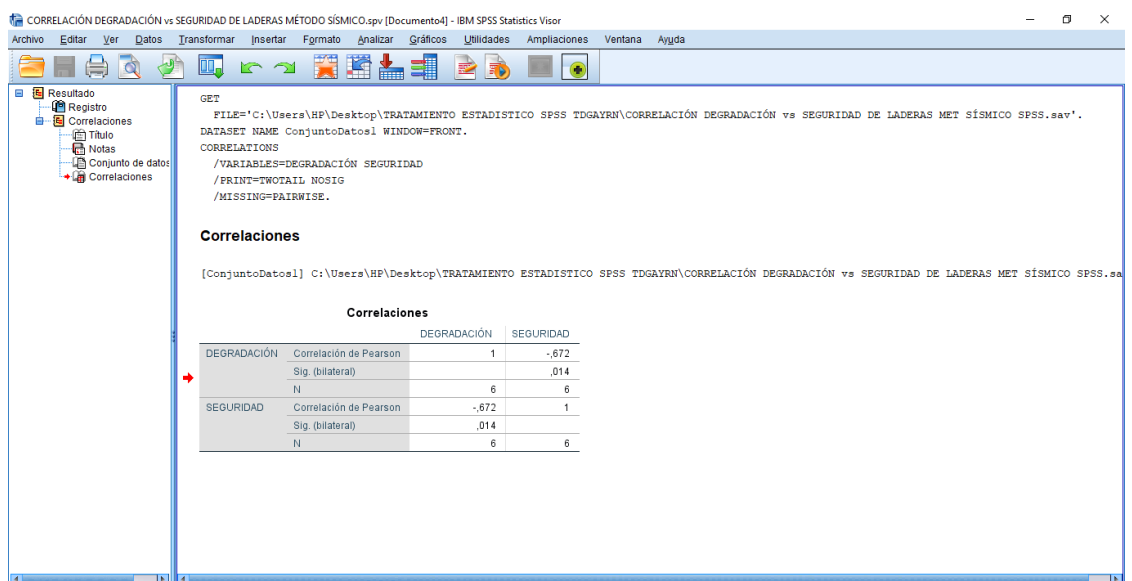 CORRELACIÓN DEGRADACIÓN vs SEGURIDAD DE LADERAS MÉTODO SÍSMICO.spv [Documento4] - IBM SPSS Statistics Visor
Archivo Editar Ver Datos Transformar Insertar Formato Analizar Gráficos Utilidades Ampliaciones Ventana Ayuda
Resultado
Registro
Correlaciones
Título
Notas
Conjunto de datos
Correlaciones
GET
FILE='C:\Users\HP\Desktop\TRATAMIENTO ESTADISTICO SPSS TDGAYRN\CORRELACIÓN DEGRADACIÓN vs SEGURIDAD DE LADERAS MET SÍSMICO SPSS.sav'.
DATASET NAME ConjuntoDatos1 WINDOW=FRONT.
CORRELATIONS
/VARIABLES=DEGRADACIÓN SEGURIDAD
/PRINT=TWOTAIL NOSIG
/MISSING=PAIRWISE.
Correlaciones
[ConjuntoDatos1] C:\Users\HP\Desktop\TRATAMIENTO ESTADISTICO SPSS TDGAYRN\CORRELACIÓN DEGRADACIÓN vs SEGURIDAD DE LADERAS MET SÍSMICO SPSS.sa
Correlaciones
DEGRADACIÓN SEGURIDAD
DEGRADACIÓN Correlación de Pearson 1 -,672
Sig. (bilateral) ,014
N 6 6
SEGURIDAD Correlación de Pearson -,672 1
Sig. (bilateral) ,014
N 6 6